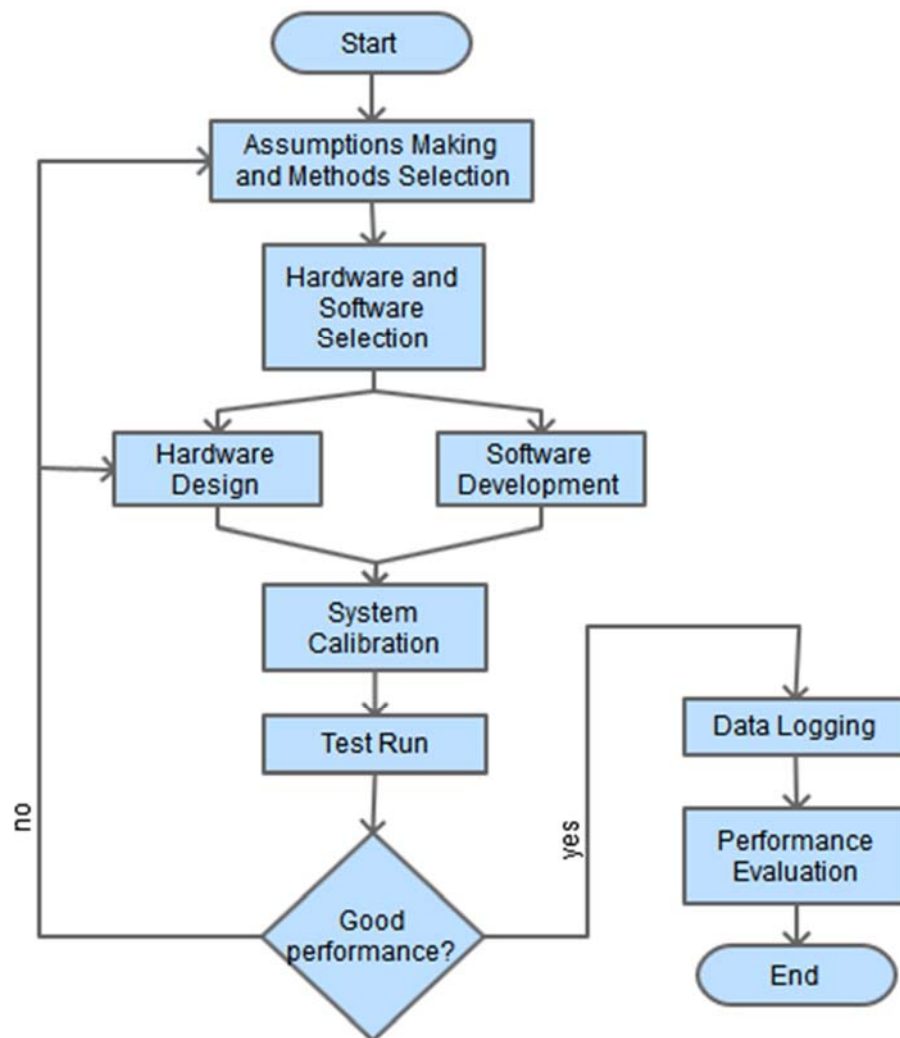 Start
Assumptions Making
and Methods Selection
Hardware and
Software
Selection
Hardware
Design
Software
Development
System
Calibration
Test Run
Good
performance?
no
yes
Data Logging
Performance
Evaluation
End